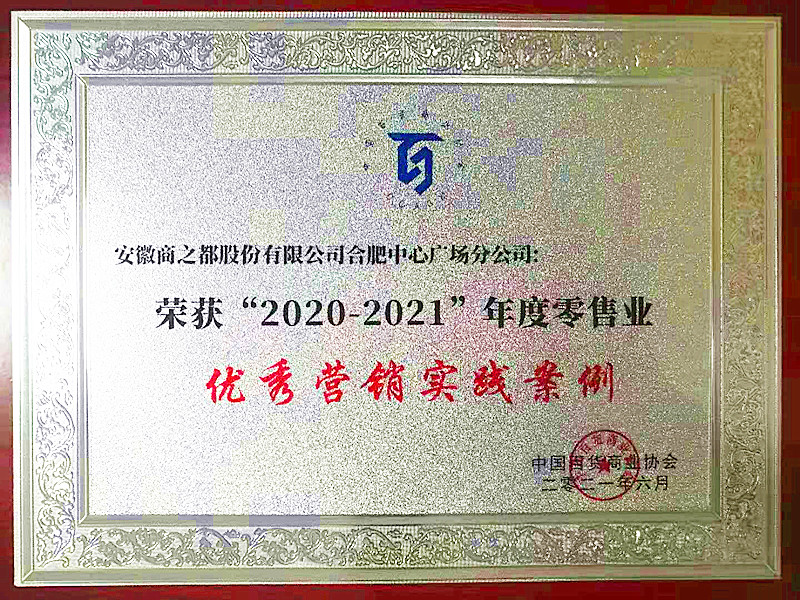 安徽商之都股份有限公司合肥中心广场分公司:
荣获“2020-2021”年度零售业
优秀营销实践案例
中国百货商业协会
二零二一年六月